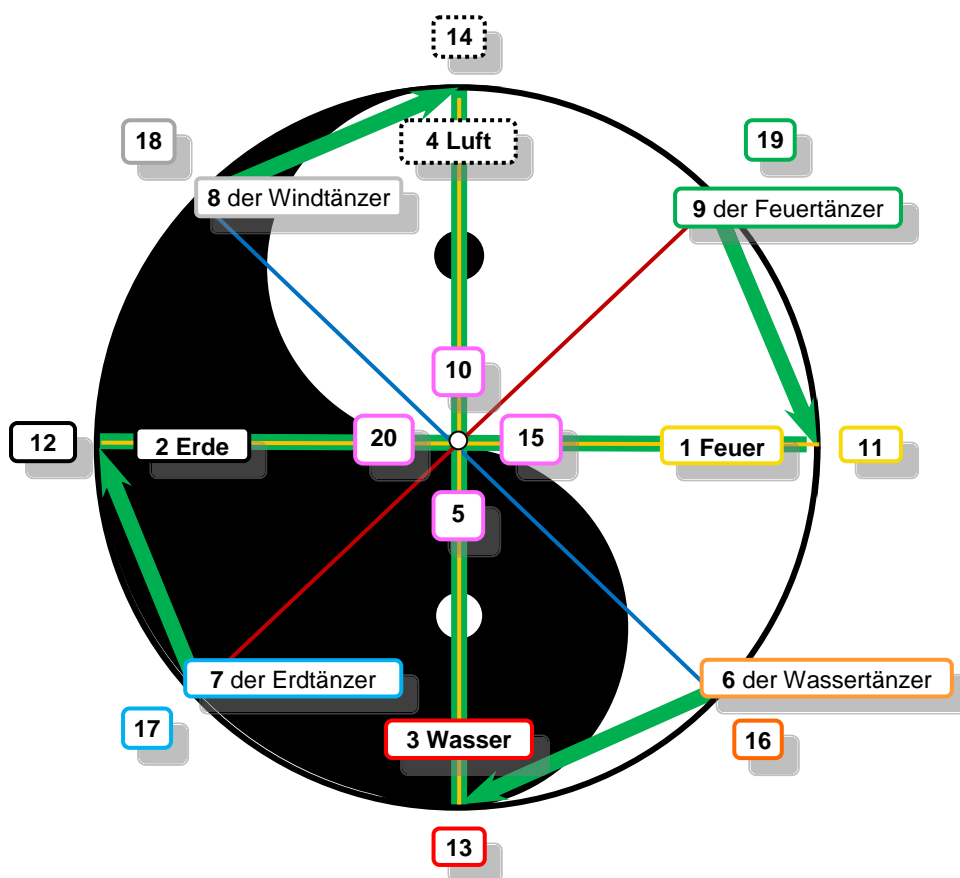 14
4 Luft
18
19
8 der Windtänzer
9 der Feuertänzer
10
12
2 Erde
20
15
1 Feuer
11
5
7 der Erdtänzer
6 der Wassertänzer
17
3 Wasser
16
13